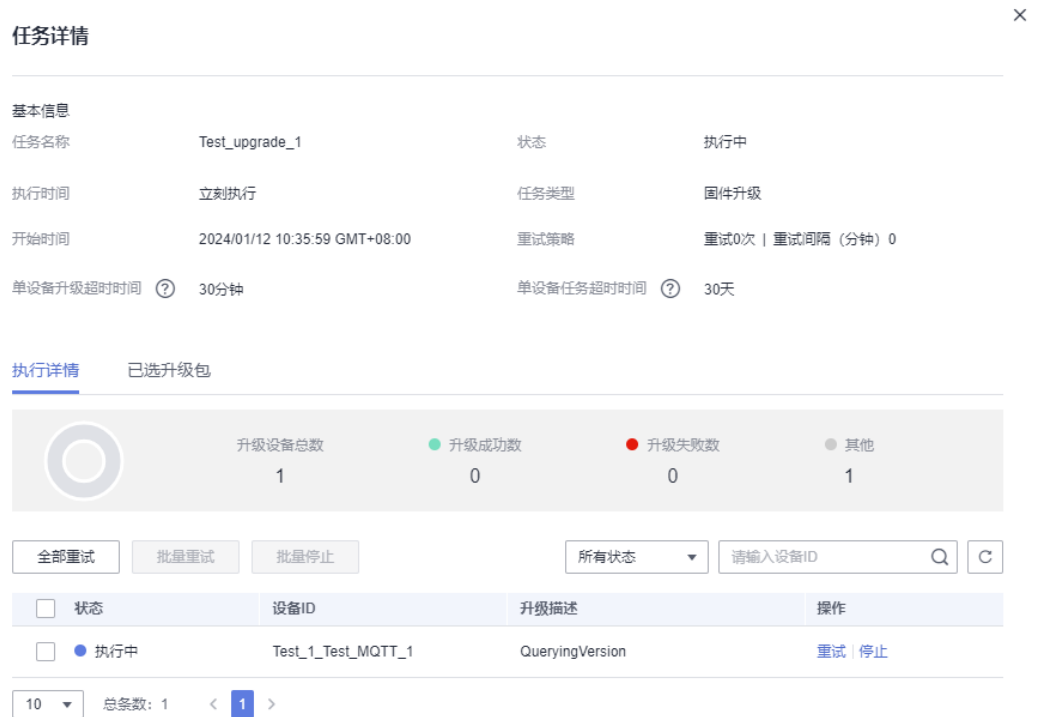 任务详情
基本信息
任务名称 Test_upgrade_1 状态 执行中
执行时间 立刻执行 任务类型 固件升级
开始时间 2024/01/12 10:35:59 GMT+08:00 重试策略 重试0次 | 重试间隔（分钟）0
单设备升级超时时间 ? 30分钟 单设备任务超时时间 ? 30天
执行详情 已选升级包
升级设备总数 升级成功数 升级失败数 其他
1 0 0 1
全部重试 批量重试 批量停止 所有状态 请输入设备ID
状态 设备ID 升级描述 操作
执行中 Test_1_Test_MQTT_1 QueryingVersion 重试 | 停止
10 总条数：1 < 1 >